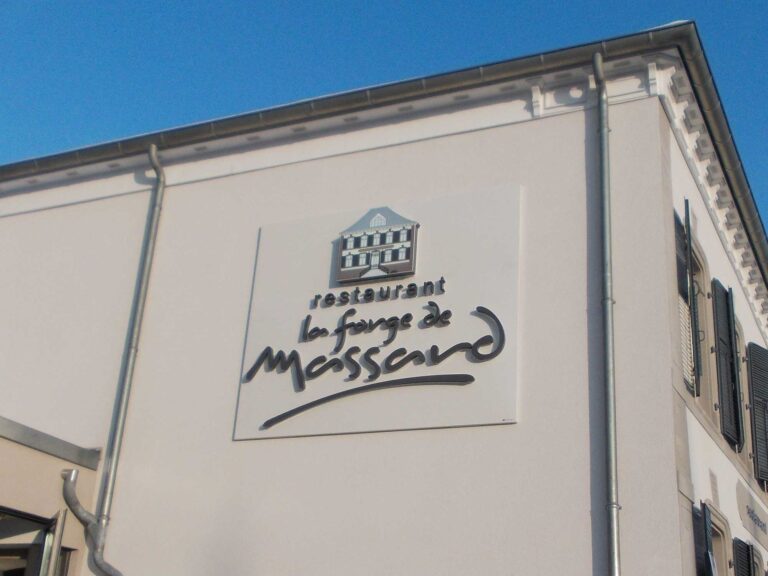 restaurant
la forge de
Massard